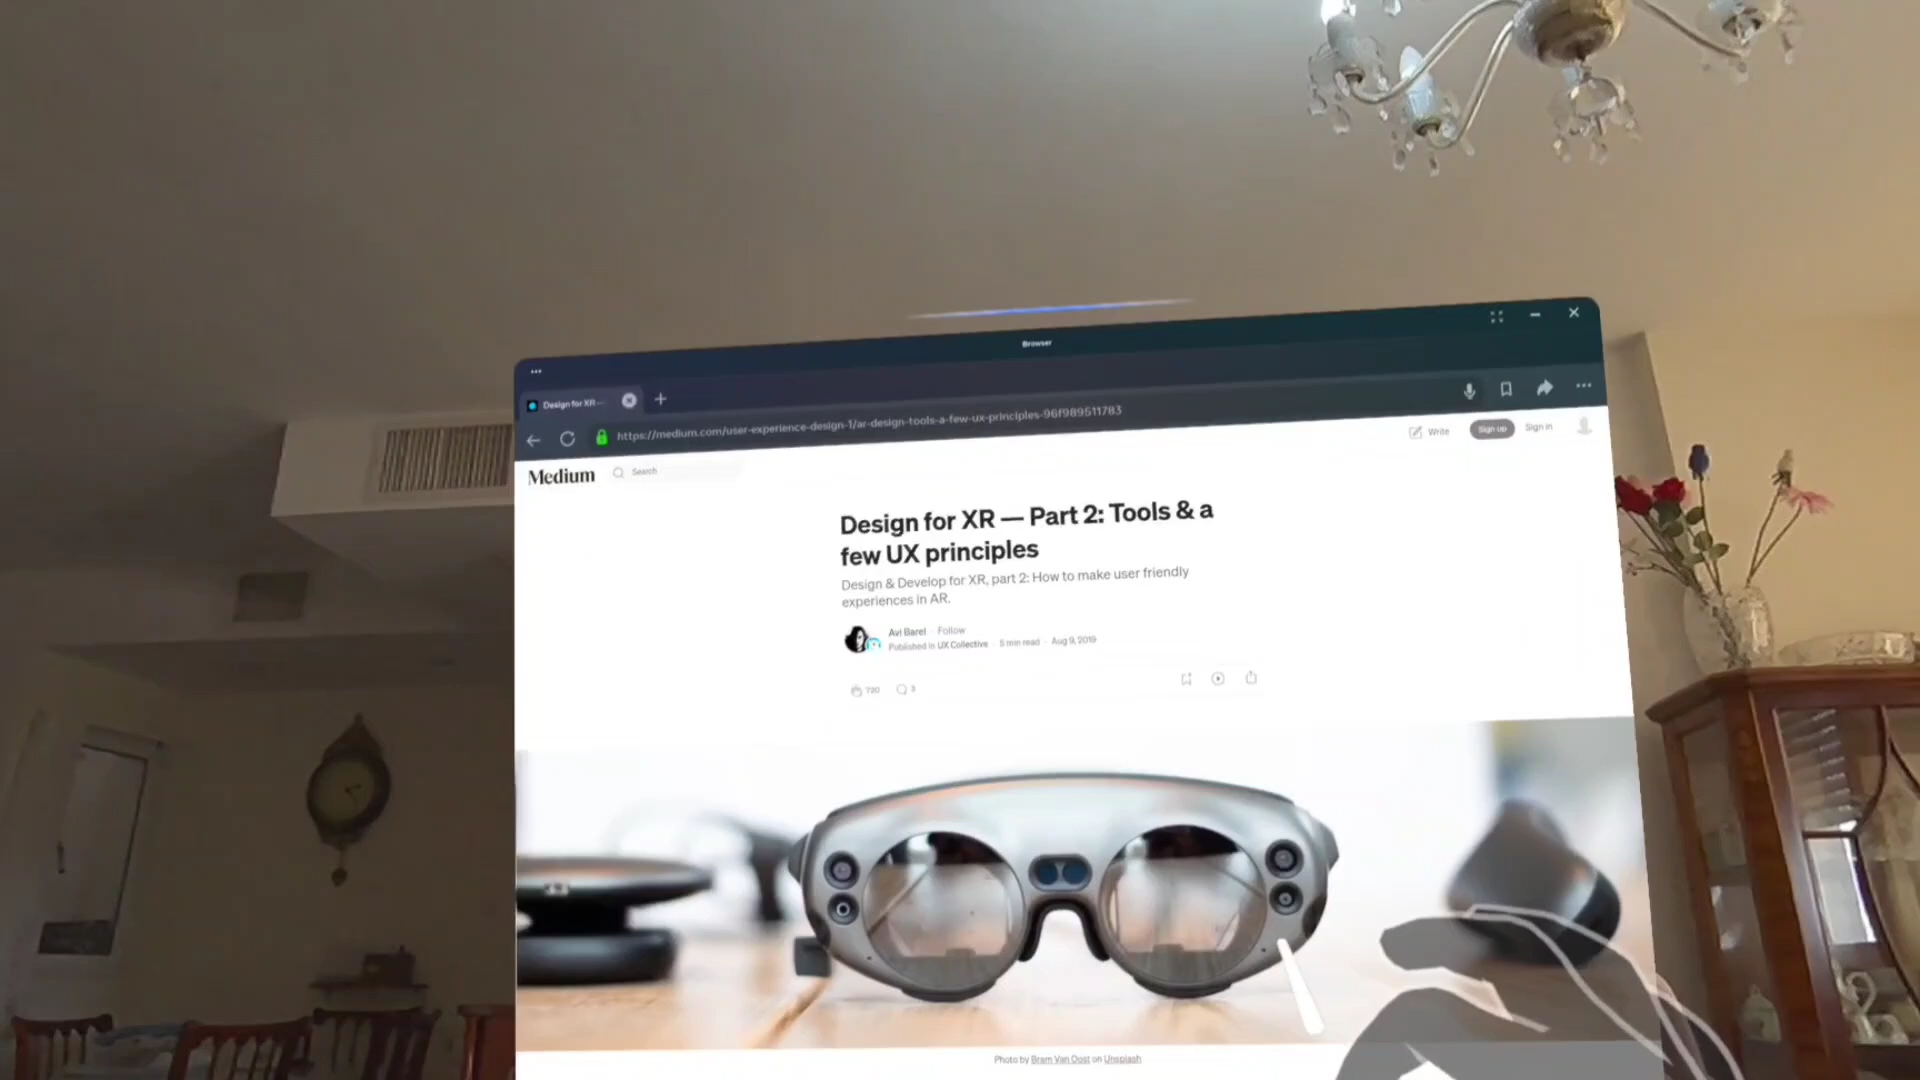 Browser
Design for XR —
https://medium.com/user-experience-design-1/ar-design-tools-a-few-ux-principles-96f989511783
Medium
Search
Write
Sign up
Sign in
Design for XR — Part 2: Tools & a
few UX principles
Design & Develop for XR, part 2: How to make user friendly
experiences in AR.
Avi Barel · Follow
Published in UX Collective · 5 min read · Aug 9, 2019
720
3
Photo by Bram Van Oost on Unsplash